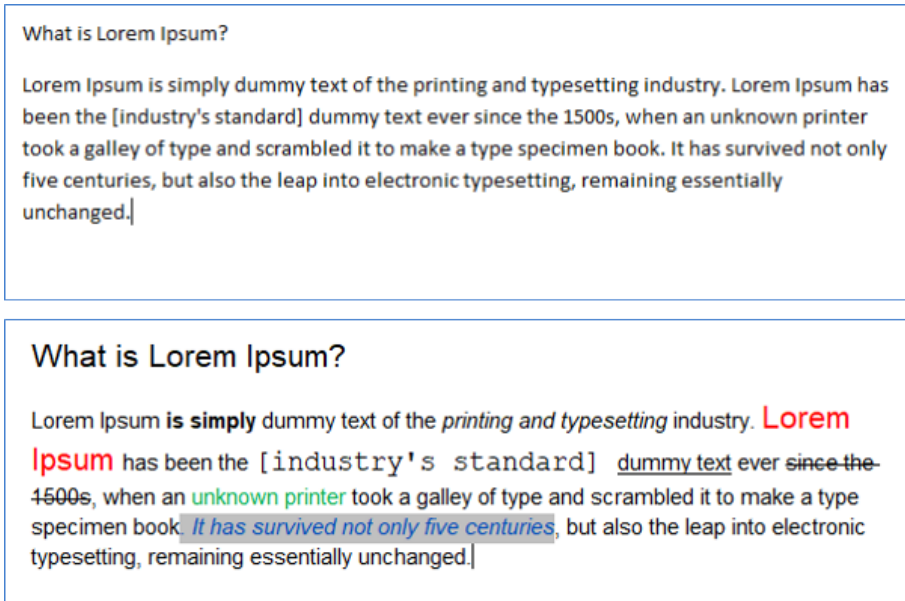 What is Lorem Ipsum?
Lorem Ipsum is simply dummy text of the printing and typesetting industry. Lorem Ipsum has
been the [industry's standard] dummy text ever since the 1500s, when an unknown printer
took a galley of type and scrambled it to make a type specimen book. It has survived not only
five centuries, but also the leap into electronic typesetting, remaining essentially
unchanged.
What is Lorem Ipsum?
Lorem Ipsum is simply dummy text of the printing and typesetting industry. Lorem
Ipsum has been the [industry's standard] dummy text ever since the
1500s, when an unknown printer took a galley of type and scrambled it to make a type
specimen book. It has survived not only five centuries, but also the leap into electronic
typesetting, remaining essentially unchanged.